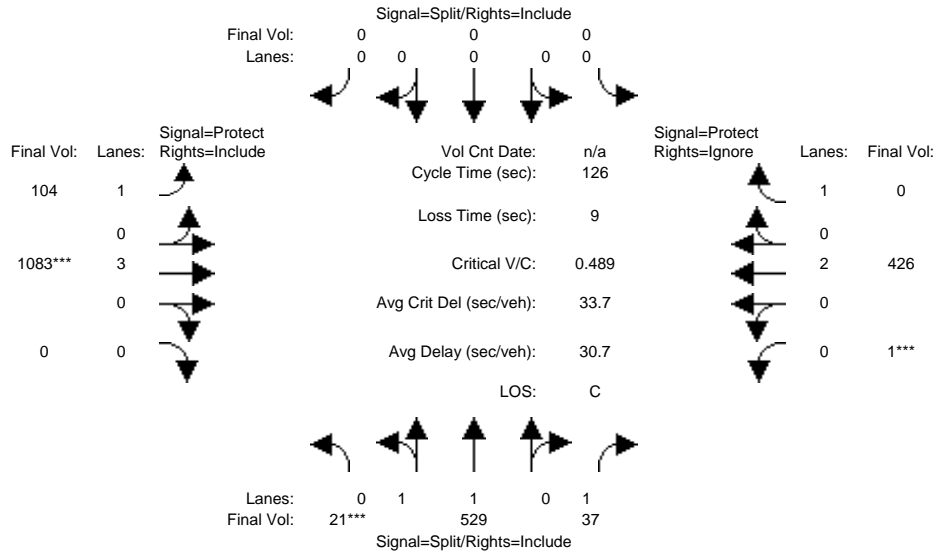 Signal=Split/Rights=Include
Final Vol: 0 0 0
Lanes: 0 0 0 0 0
Signal=Protect
Final Vol: Lanes: Rights=Include
Vol Cnt Date: n/a
Signal=Protect
Rights=Ignore Lanes: Final Vol:
Cycle Time (sec): 126
104 1
1 0
Loss Time (sec): 9
0
0
1083*** 3
Critical V/C: 0.489
2 426
0
Avg Crit Del (sec/veh): 33.7
0
0 0
Avg Delay (sec/veh): 30.7
0 1***
LOS: C
Lanes: 0 1 1 0 1
Final Vol: 21*** 529 37
Signal=Split/Rights=Include